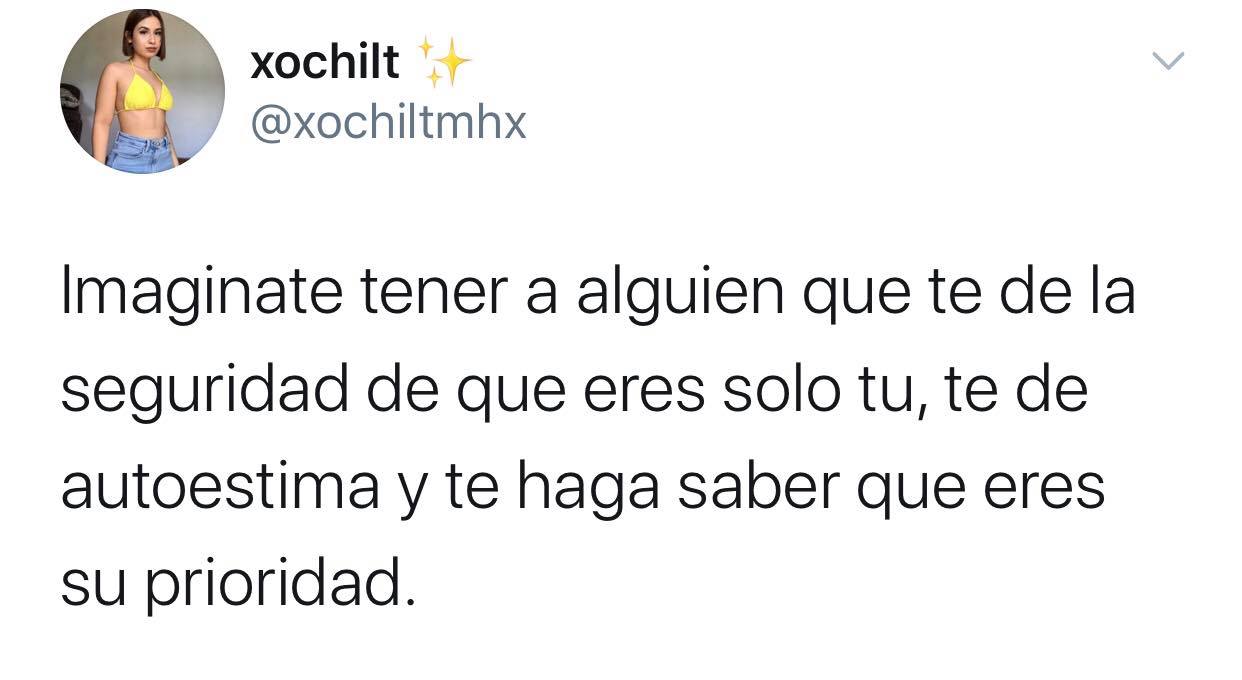 xochilt ✨
@xochiltmhx
Imaginate tener a alguien que te de la
seguridad de que eres solo tu, te de
autoestima y te haga saber que eres
su prioridad.